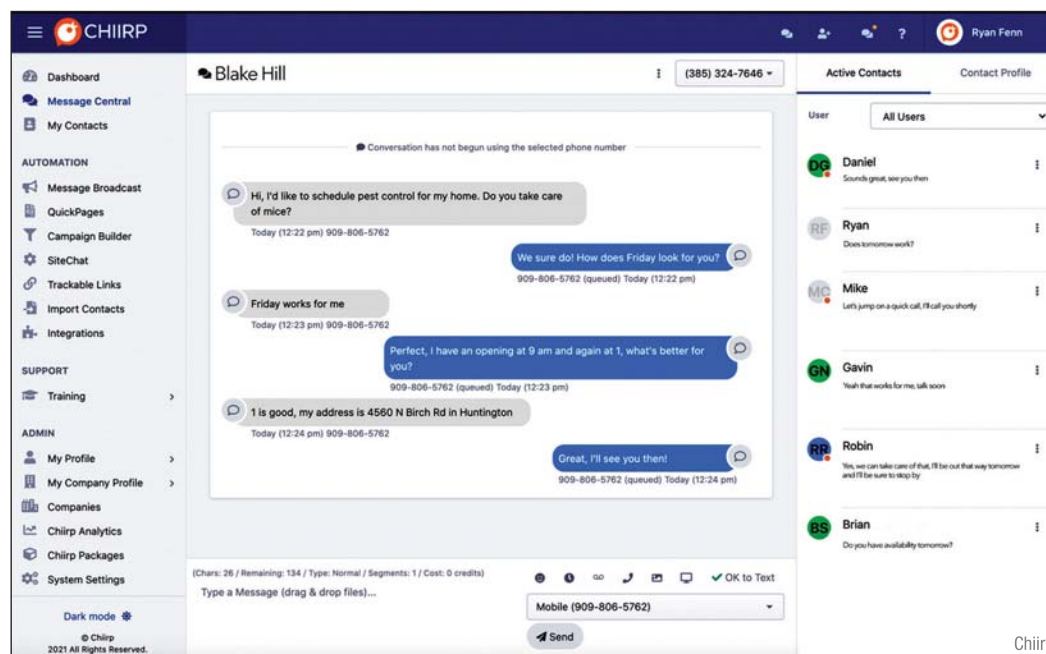 CHIIRP
? Ryan Fenn
Dashboard
Message Central
My Contacts
AUTOMATION
Message Broadcast
QuickPages
Campaign Builder
SiteChat
Trackable Links
Import Contacts
Integrations
SUPPORT
Training
ADMIN
My Profile
My Company Profile
Companies
Chiirp Analytics
Chiirp Packages
System Settings
Dark mode
© Chiirp
2021 All Rights Reserved.
Blake Hill
(385) 324-7646
Conversation has not begun using the selected phone number
Hi, I'd like to schedule pest control for my home. Do you take care
of mice?
Today (12:22 pm) 909-806-5762
We sure do! How does Friday look for you?
909-806-5762 (queued) Today (12:22 pm)
Friday works for me
Today (12:23 pm) 909-806-5762
Perfect, I have an opening at 9 am and again at 1, what's better for
you?
909-806-5762 (queued) Today (12:23 pm)
1 is good, my address is 4560 N Birch Rd in Huntington
Today (12:24 pm) 909-806-5762
Great, I'll see you then!
909-806-5762 (queued) Today (12:24 pm)
(Chars: 26 / Remaining: 134 / Type: Normal / Segments: 1 / Cost: 0 credits)
Type a Message (drag & drop files)...
OK to Text
Mobile (909-806-5762)
Send
Active Contacts Contact Profile
User All Users
DG Daniel
Sounds great, see you then
RF Ryan
Does tomorrow work?
MC Mike
Let's jump on a quick call, I'll call you shortly
GN Gavin
Yeah that works for me, talk soon
RR Robin
Yes, we can take care of that, I'll be out that way tomorrow
and I'll be sure to stop by
BS Brian
Do you have availability tomorrow?
Chiir